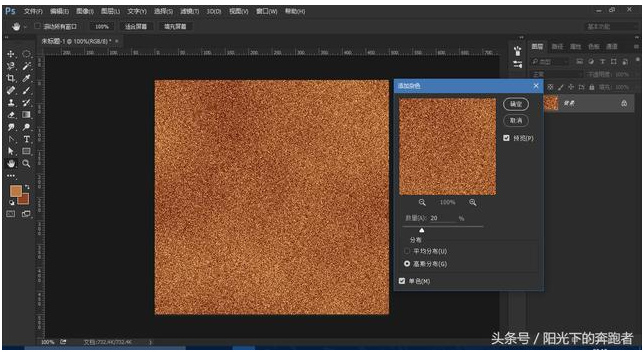 Ps 文件(F) 编辑(E) 图像(I) 图层(L) 文字(Y) 选择(S) 滤镜(T) 3D(D) 视图(V) 窗口(W) 帮助(H)
滚动所有窗口 100% 适合屏幕 填充屏幕 基本功能
未标题-1 @ 100%(RGB/8) * ×
图层 路径 属性 色板 通道
正常
添加杂色
确定
取消
预览(P)
背景
100%
数量(A): 20 %
分布
平均分布(U)
高斯分布(G)
单色(M)
100% 文档:732.4K/732.4K
头条号 / 阳光下的奔跑者